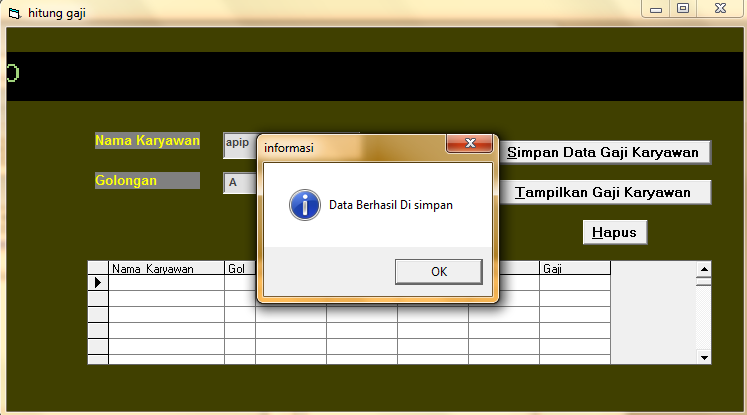 hitung gaji
O
Nama Karyawan
apip
Simpan Data Gaji Karyawan
informasi
Data Berhasil Di simpan
OK
Golongan
A
Tampilkan Gaji Karyawan
Hapus
Nama Karyawan Gol Gaji